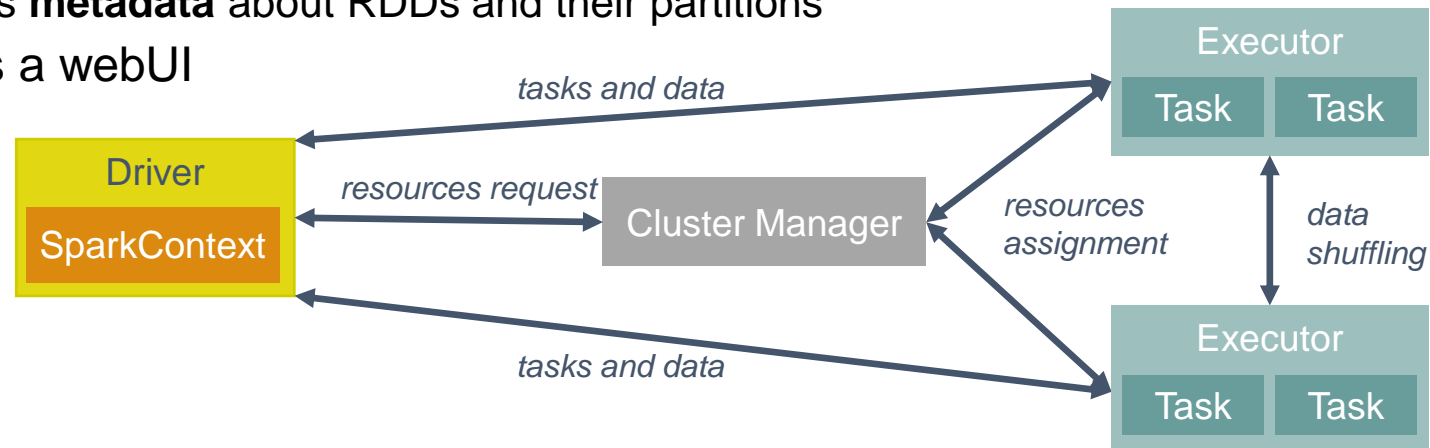 s metadata about RDDs and their partitions
s a webUI
tasks and data
Driver
SparkContext
resources request
Cluster Manager
resources
assignment
Executor
Task Task
data
shuffling
tasks and data
Executor
Task Task